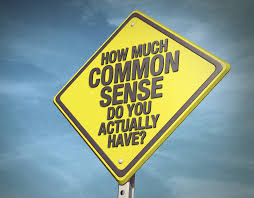 HOW MUCH
COMMON
SENSE
DO YOU
ACTUALLY
HAVE?